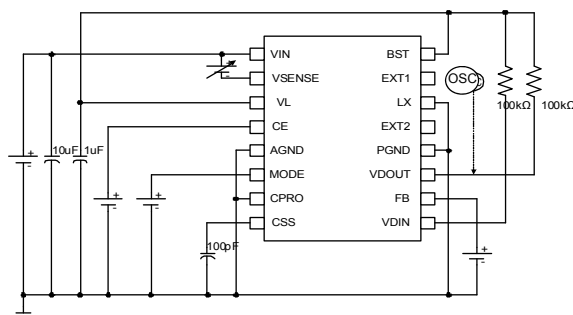 VIN
BST
VSENSE
EXT1
OSC
VL
LX
100kΩ
100kΩ
CE
EXT2
10uF
1uF
AGND
PGND
MODE
VDOUT
CPRO
FB
CSS
VDIN
100pF